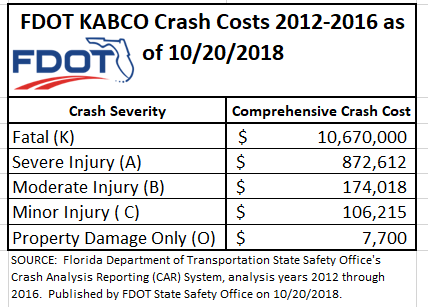 FDOT KABCO Crash Costs 2012-2016 as
of 10/20/2018
FDOT
Crash Severity Comprehensive Crash Cost
Fatal (K) $ 10,670,000
Severe Injury (A) $ 872,612
Moderate Injury (B) $ 174,018
Minor Injury ( C) $ 106,215
Property Damage Only (O) $ 7,700
SOURCE: Florida Department of Transportation State Safety Office's
Crash Analysis Reporting (CAR) System, analysis years 2012 through
2016. Published by FDOT State Safety Office on 10/20/2018.